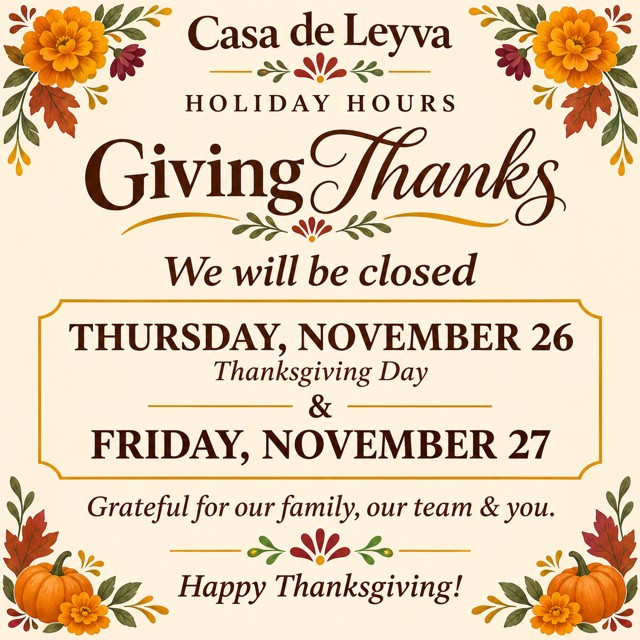 Casa de Leyva
HOLIDAY HOURS
Giving Thanks
We will be closed
THURSDAY, NOVEMBER 26
Thanksgiving Day
&
FRIDAY, NOVEMBER 27
Grateful for our family, our team & you.
Happy Thanksgiving!